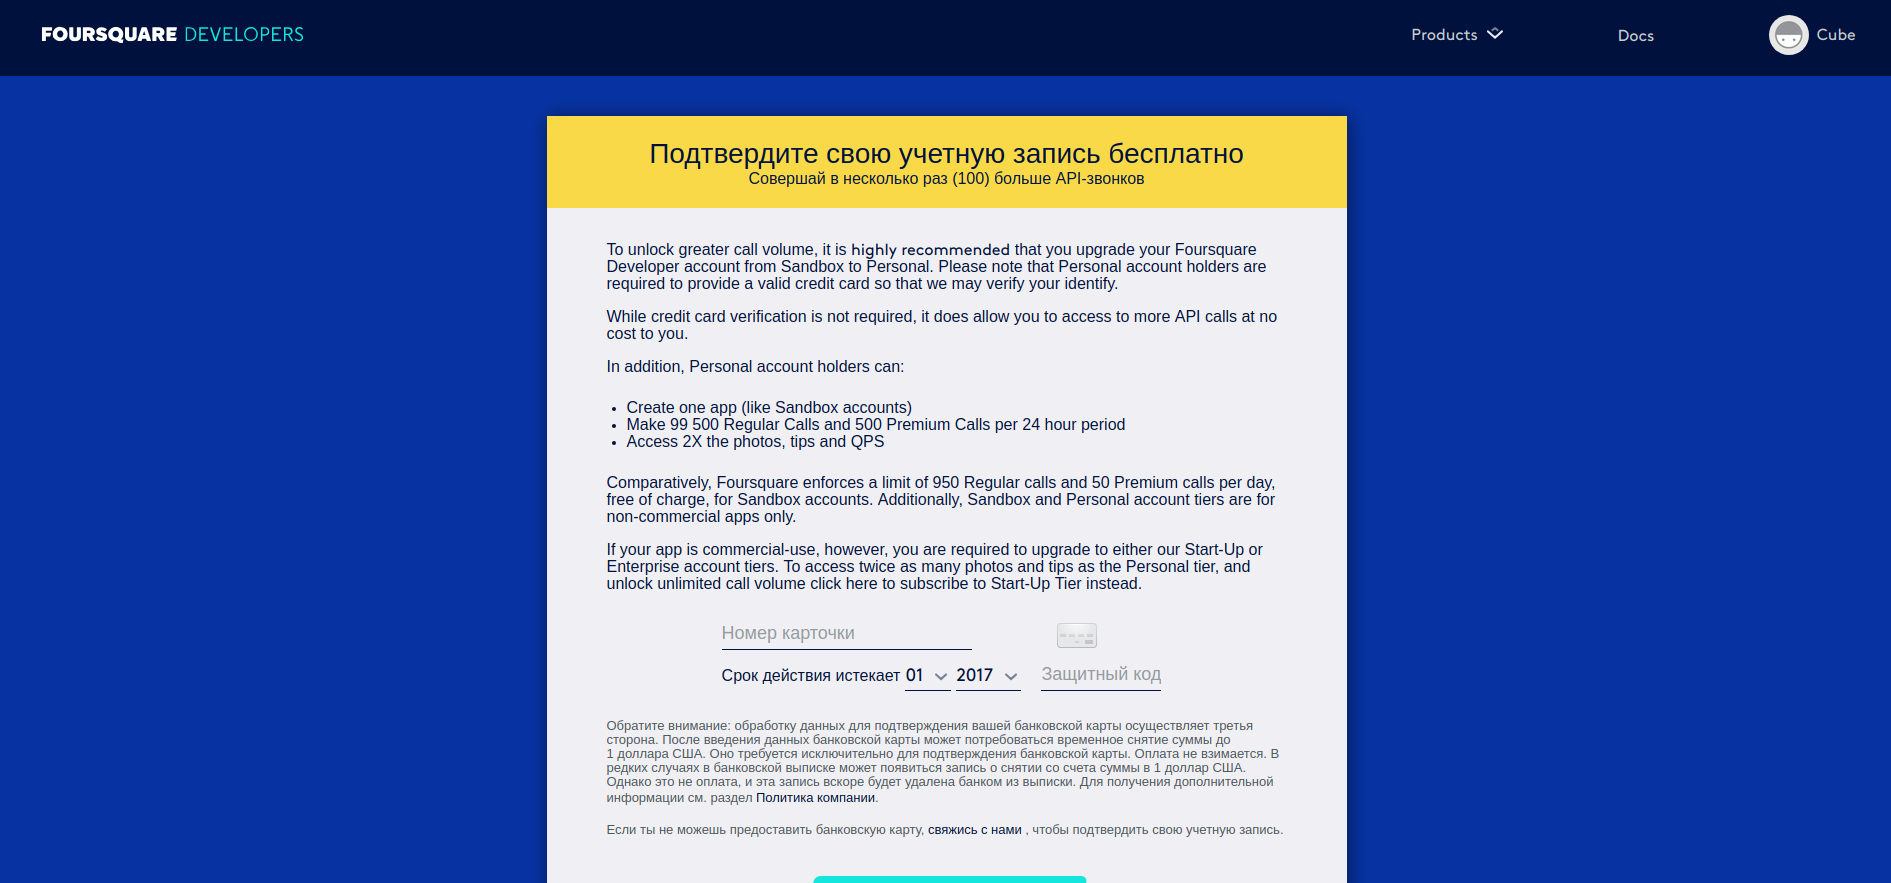 FOURSQUARE DEVELOPERS
Products
Docs
Cube
Подтвердите свою учетную запись бесплатно
Совершай в несколько раз (100) больше API-звонков
To unlock greater call volume, it is highly recommended that you upgrade your Foursquare
Developer account from Sandbox to Personal. Please note that Personal account holders are
required to provide a valid credit card so that we may verify your identify.
While credit card verification is not required, it does allow you to access to more API calls at no
cost to you.
In addition, Personal account holders can:
• Create one app (like Sandbox accounts)
• Make 99 500 Regular Calls and 500 Premium Calls per 24 hour period
• Access 2X the photos, tips and QPS
Comparatively, Foursquare enforces a limit of 950 Regular calls and 50 Premium calls per day,
free of charge, for Sandbox accounts. Additionally, Sandbox and Personal account tiers are for
non-commercial apps only.
If your app is commercial-use, however, you are required to upgrade to either our Start-Up or
Enterprise account tiers. To access twice as many photos and tips as the Personal tier, and
unlock unlimited call volume click here to subscribe to Start-Up Tier instead.
Номер карточки
Срок действия истекает 01 2017 Защитный код
Обратите внимание: обработку данных для подтверждения вашей банковской карты осуществляет третья
сторона. После введения данных банковской карты может потребоваться временное снятие суммы до
1 доллара США. Оно требуется исключительно для подтверждения банковской карты. Оплата не взимается. В
редких случаях в банковской выписке может появиться запись о снятии со счета суммы в 1 доллар США.
Однако это не оплата, и эта запись вскоре будет удалена банком из выписки. Для получения дополнительной
информации см. раздел Политика компании.
Если ты не можешь предоставить банковскую карту, свяжись с нами , чтобы подтвердить свою учетную запись.